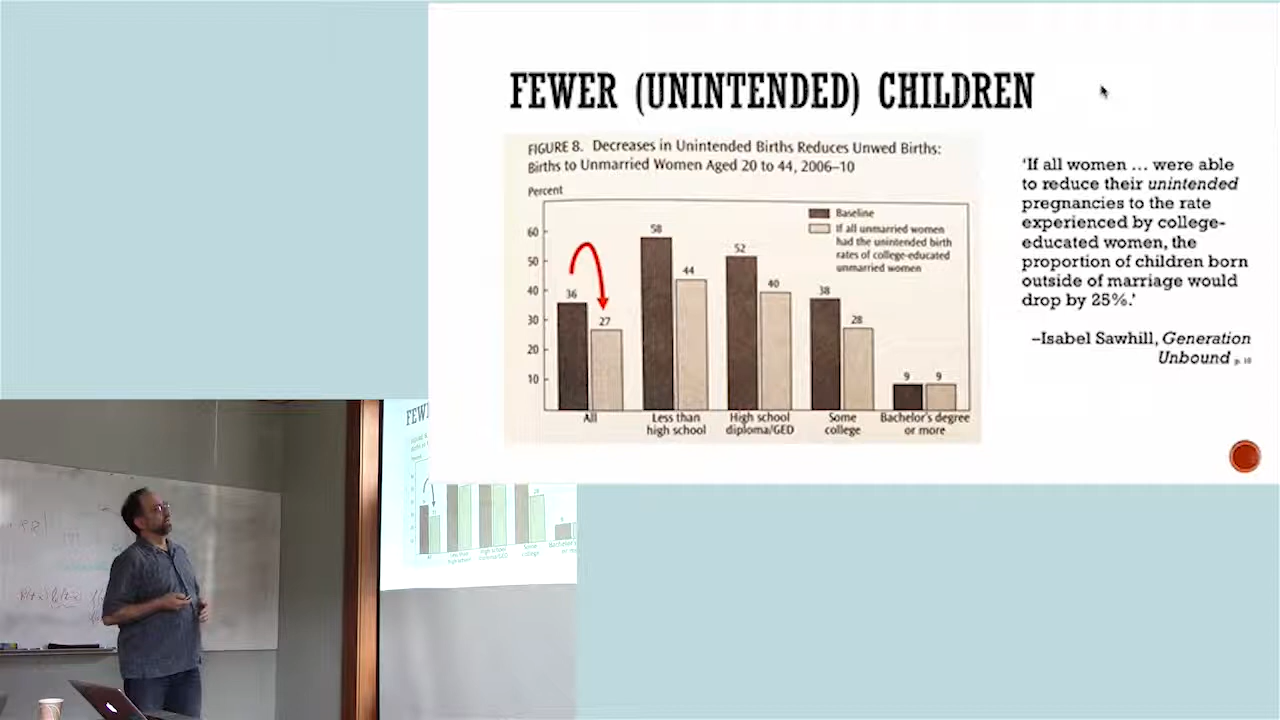 FEWER (UNINTENDED) CHILDREN
FIGURE 8. Decreases in Unintended Births Reduces Unwed Births:
Births to Unmarried Women Aged 20 to 44, 2006–10
Percent
60
50
40
30
20
10
Baseline
If all unmarried women
had the unintended birth
rates of college-educated
unmarried women
36
27
58
44
52
40
38
28
9
9
All
Less than
high school
High school
diploma/GED
Some
college
Bachelor's degree
or more
'If all women ... were able
to reduce their unintended
pregnancies to the rate
experienced by college-
educated women, the
proportion of children born
outside of marriage would
drop by 25%.'
–Isabel Sawhill, Generation
Unbound p. 10
FEW